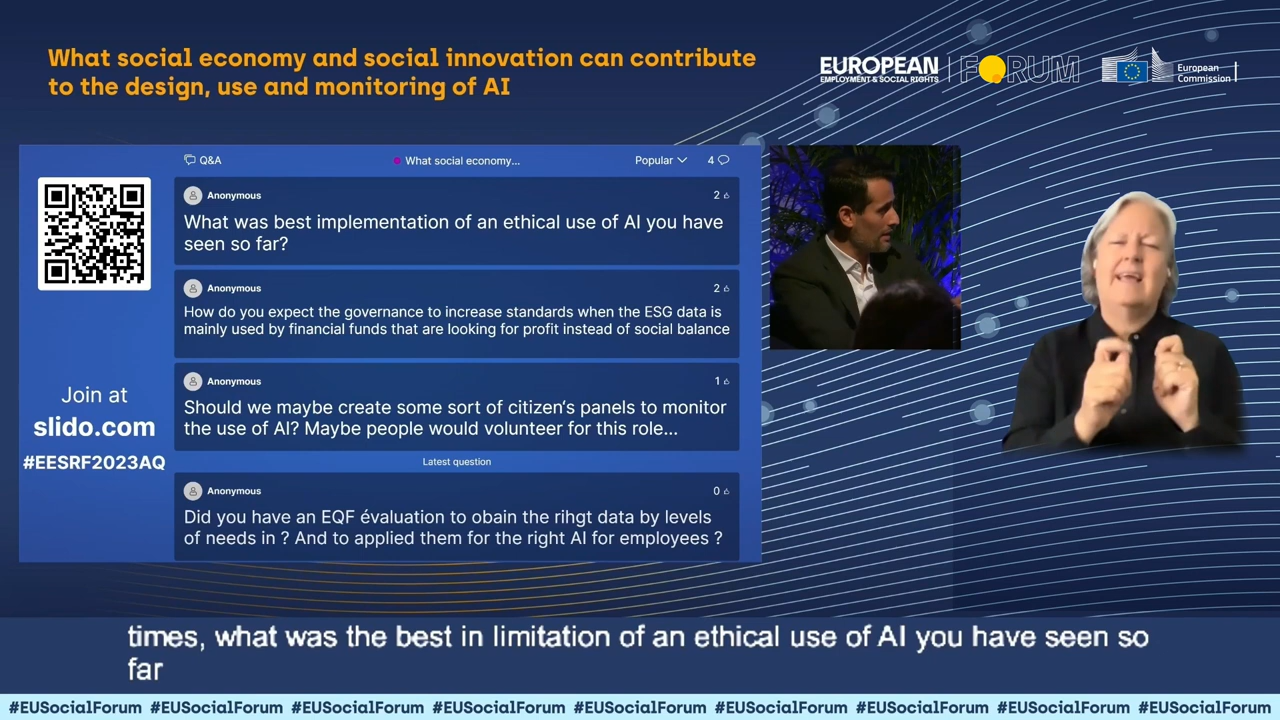 What social economy and social innovation can contribute
to the design, use and monitoring of AI
EUROPEAN
EMPLOYMENT & SOCIAL RIGHTS
FORUM
European
Commission
Q&A
What social economy...
Popular
4
Anonymous
2
What was best implementation of an ethical use of AI you have
seen so far?
Anonymous
2
How do you expect the governance to increase standards when the ESG data is
mainly used by financial funds that are looking for profit instead of social balance
Anonymous
1
Should we maybe create some sort of citizen's panels to monitor
the use of AI? Maybe people would volunteer for this role...
Latest question
Anonymous
0
Did you have an EQF évaluation to obain the rihgt data by levels
of needs in ? And to applied them for the right AI for employees ?
Join at
slido.com
#EESRF2023AQ
times, what was the best in limitation of an ethical use of AI you have seen so
far
#EUSocialForum #EUSocialForum #EUSocialForum #EUSocialForum #EUSocialForum #EUSocialForum #EUSocialForum #EUSocialForum #EUSocialForum